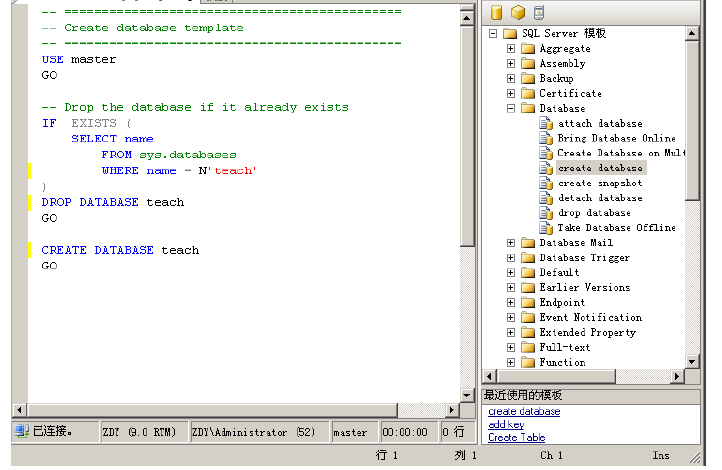 -- =============================================
-- Create database template
-- =============================================
USE master
GO
-- Drop the database if it already exists
IF  EXISTS (
SELECT name
FROM sys.databases
WHERE name = N'teach'
)
DROP DATABASE teach
GO
CREATE DATABASE teach
GO
SQL Server 模板
Aggregate
Assembly
Backup
Certificate
Database
attach database
Bring Database Online
Create Database on Mult
create database
create snapshot
detach database
drop database
Take Database Offline
Database Mail
Database Trigger
Default
Earlier Versions
Endpoint
Event Notification
Extended Property
Full-text
Function
最近使用的模板
create database
add key
Create Table
已连接。 ZDY (9.0 RTM) ZDY\Administrator (52) master 00:00:00 0 行
行 1 列 1 Ch 1 Ins